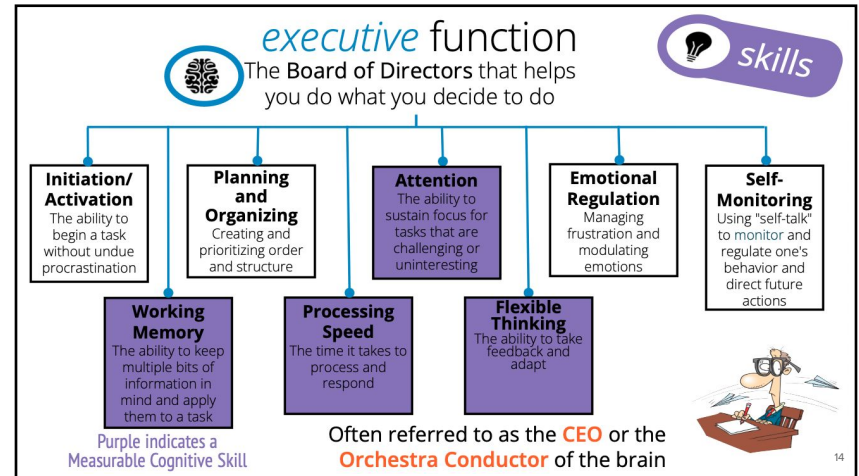 executive function
The Board of Directors that helps
you do what you decide to do
skills
Initiation/
Activation
The ability to
begin a task
without undue
procrastination
Planning
and
Organizing
Creating and
prioritizing order
and structure
Attention
The ability to
sustain focus for
tasks that are
challenging or
uninteresting
Emotional
Regulation
Managing
frustration and
modulating
emotions
Self-
Monitoring
Using "self-talk"
to monitor and
regulate one's
behavior and
direct future
actions
Working
Memory
The ability to keep
multiple bits of
information in
mind and apply
them to a task
Processing
Speed
The time it takes to
process and
respond
Flexible
Thinking
The ability to take
feedback and
adapt
Purple indicates a
Measurable Cognitive Skill
Often referred to as the CEO or the
Orchestra Conductor of the brain
14